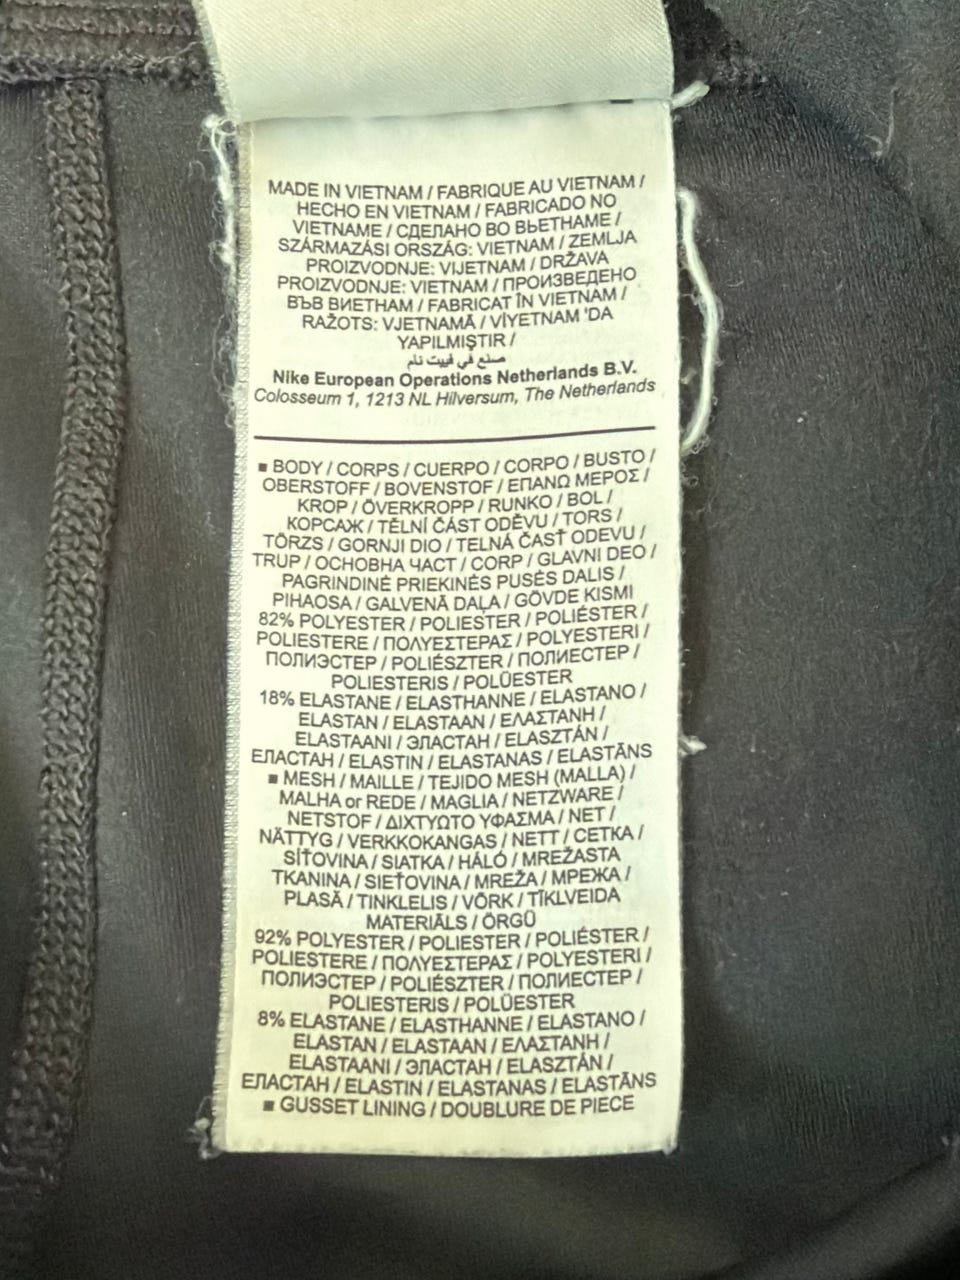 MADE IN VIETNAM / FABRIQUE AU VIETNAM /
HECHO EN VIETNAM / FABRICADO NO
VIETNAME / СДЕЛАНО ВО ВЬЕТНАМЕ /
SZÁRMAZÁSI ORSZÁG: VIETNAM / ZEMLJA
PROIZVODNJE: VIJETNAM / DRŽAVA
PROIZVODNJE: VIETNAM / ПРОИЗВЕДЕНО
ВЪВ ВИЕТНАМ / FABRICAT ÎN VIETNAM /
RAŽOTS: VJETNAMĀ / VİYETNAM 'DA
YAPILMIŞTIR /
صنع في فييت نام
Nike European Operations Netherlands B.V.
Colosseum 1, 1213 NL Hilversum, The Netherlands
▪ BODY / CORPS / CUERPO / CORPO / BUSTO /
OBERSTOFF / BOVENSTOF / ΕΠΑΝΩ ΜΕΡΟΣ /
KROP / ÖVERKROPP / RUNKO / BOL /
КОРСАЖ / TĚLNÍ ČÁST ODĚVU / TORS /
TÖRZS / GORNJI DIO / TELNÁ ČASŤ ODEVU /
TRUP / ОСНОВНА ЧАСТ / CORP / GLAVNI DEO /
PAGRINDINĖ PRIEKINĖS PUSĖS DALIS /
PIHAOSA / GALVENĀ DAĻA / GÖVDE KISMI
82% POLYESTER / POLIESTER / POLIÉSTER /
POLIESTERE / ΠΟΛΥΕΣΤΕΡΑΣ / POLYESTERI /
ПОЛИЭСТЕР / POLIÉSZTER / ПОЛИЕСТЕР /
POLIESTERIS / POLÜESTER
18% ELASTANE / ELASTHANNE / ELASTANO /
ELASTAN / ELASTAAN / ΕΛΑΣΤΑΝΗ /
ELASTAANI / ЭЛАСТАН / ELASZTÁN /
ЕЛАСТАН / ELASTIN / ELASTANAS / ELASTĀNS
▪ MESH / MAILLE / TEJIDO MESH (MALLA) /
MALHA or REDE / MAGLIA / NETZWARE /
NETSTOF / ΔΙΧΤΥΩΤΟ ΥΦΑΣΜΑ / NET /
NÄTTYG / VERKKOKANGAS / NETT / СЕТКА /
SÍŤOVINA / SIATKA / HÁLÓ / MREŽASTA
TKANINA / SIEŤOVINA / MREŽA / МРЕЖА /
PLASĂ / TINKLELIS / VÕRK / TĪKLVEIDA
MATERIĀLS / ÖRGÜ
92% POLYESTER / POLIESTER / POLIÉSTER /
POLIESTERE / ΠΟΛΥΕΣΤΕΡΑΣ / POLYESTERI /
ПОЛИЭСТЕР / POLIÉSZTER / ПОЛИЕСТЕР /
POLIESTERIS / POLÜESTER
8% ELASTANE / ELASTHANNE / ELASTANO /
ELASTAN / ELASTAAN / ΕΛΑΣΤΑΝΗ /
ELASTAANI / ЭЛАСТАН / ELASZTÁN /
ЕЛАСТАН / ELASTIN / ELASTANAS / ELASTĀNS
▪ GUSSET LINING / DOUBLURE DE PIECE